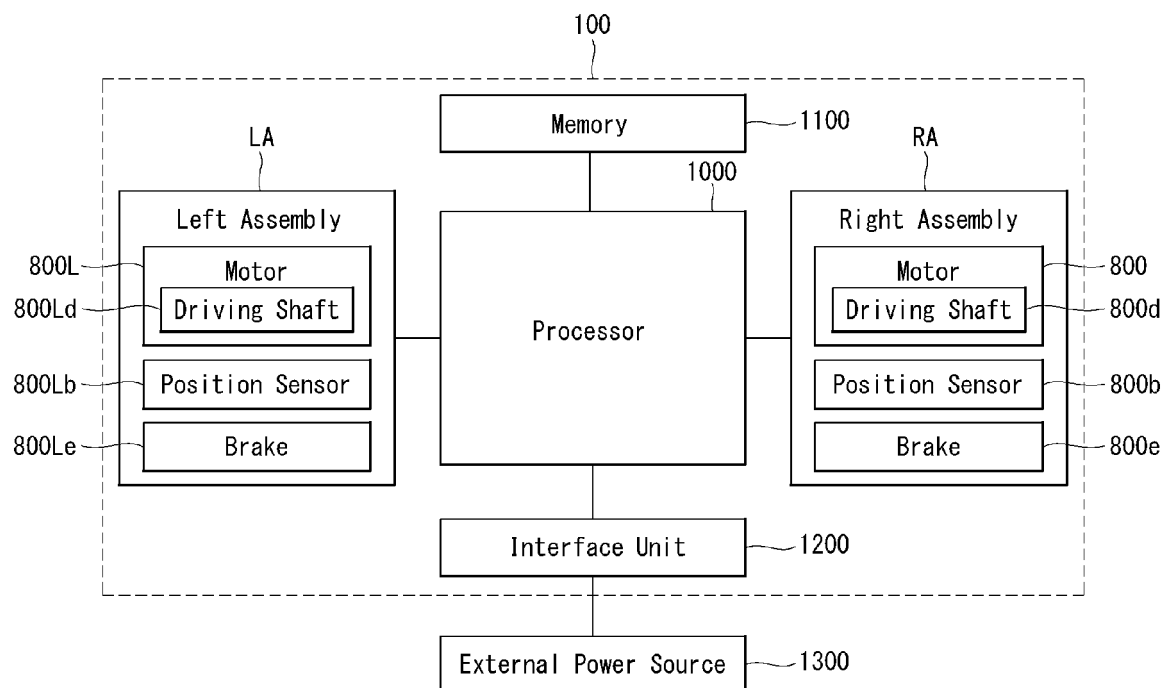 100
Memory
1100
LA
RA
1000
Left Assembly
Right Assembly
800L
Motor
Motor
800
800Ld
Driving Shaft
Driving Shaft
800d
Processor
800Lb
Position Sensor
Position Sensor
800b
800Le
Brake
Brake
800e
Interface Unit
1200
External Power Source
1300